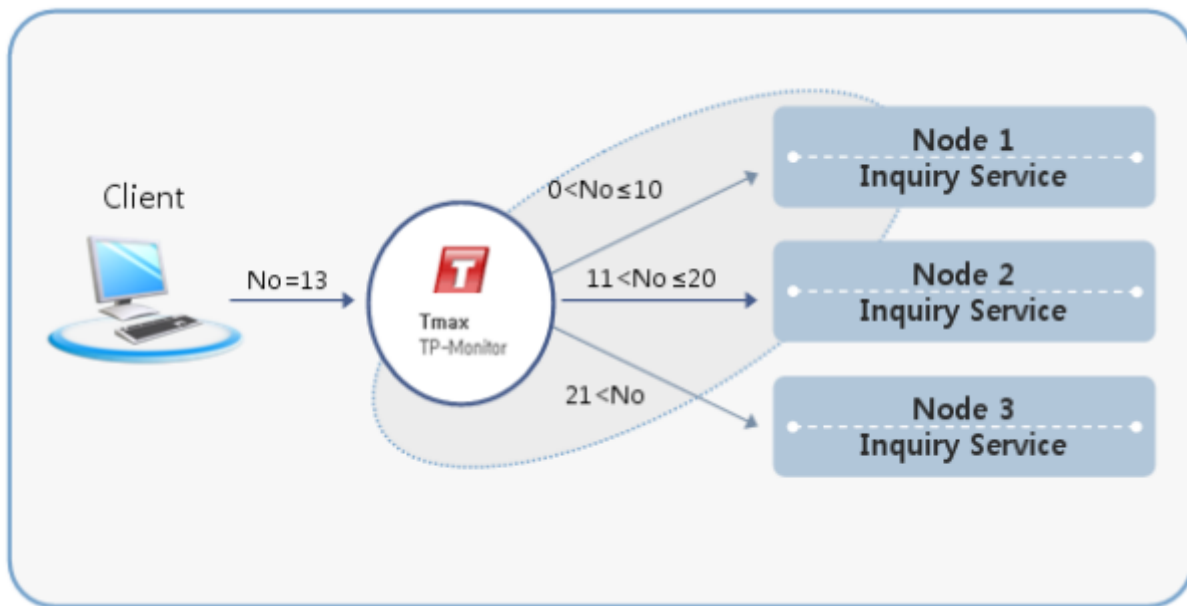 Client
No=13
T
Tmax
TP-Monitor
0<No≤10
11<No ≤20
21<No
Node 1
Inquiry Service
Node 2
Inquiry Service
Node 3
Inquiry Service